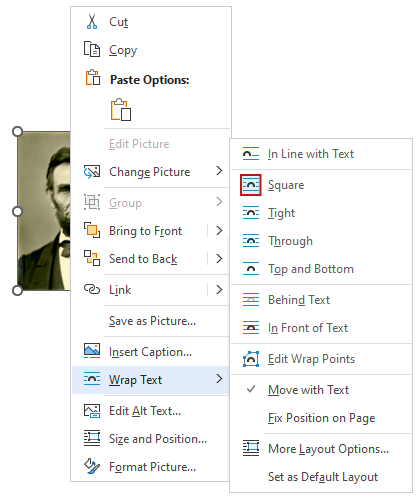 Cut
Copy
Paste Options:
Edit Picture
Change Picture
Group
Bring to Front
Send to Back
Link
Save as Picture...
Insert Caption...
Wrap Text
Edit Alt Text...
Size and Position...
Format Picture...
In Line with Text
Square
Tight
Through
Top and Bottom
Behind Text
In Front of Text
Edit Wrap Points
Move with Text
Fix Position on Page
More Layout Options...
Set as Default Layout